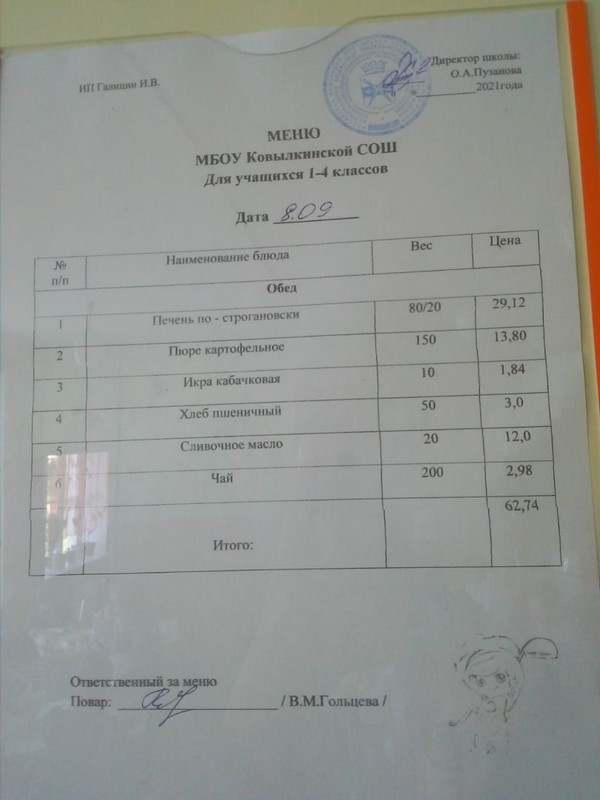 ИП Галицин И.В.
Директор школы:
О.А.Пузанова
2021года
МЕНЮ
МБОУ Ковылкинской СОШ
Для учащихся 1-4 классов
Дата 8.09
№ п/п Наименование блюда Вес Цена
Обед
1 Печень по - строгановски 80/20 29,12
2 Пюре картофельное 150 13,80
3 Икра кабачковая 10 1,84
4 Хлеб пшеничный 50 3,0
5 Сливочное масло 20 12,0
6 Чай 200 2,98
Итого: 62,74
Ответственный за меню
Повар: / В.М.Гольцева /